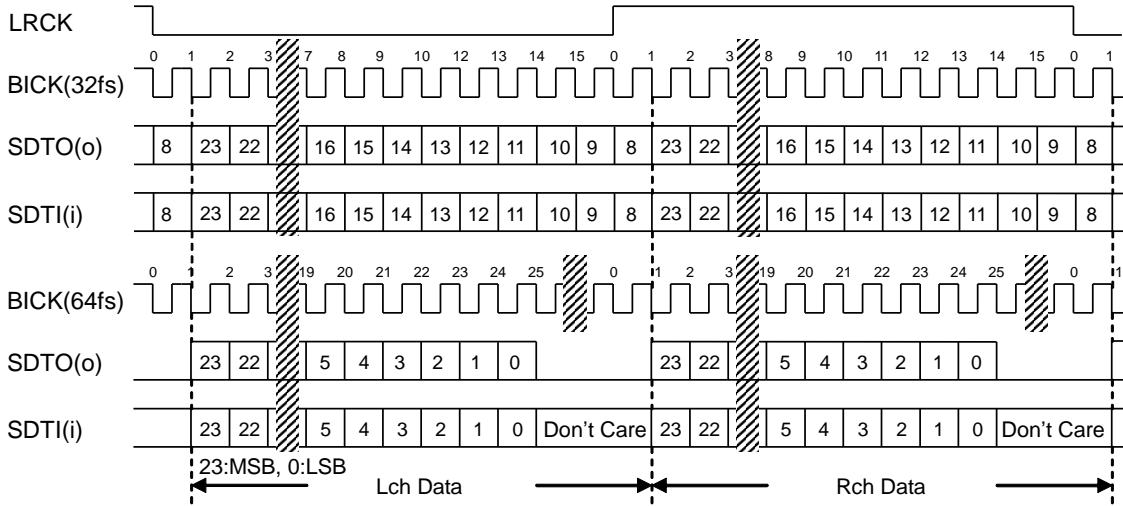 LRCK
0 1 2 3 7 8 9 10 11 12 13 14 15 0 1 2 3 8 9 10 11 12 13 14 15 0 1
BICK(32fs)
SDTO(o) 8 23 22 16 15 14 13 12 11 10 9 8 23 22 16 15 14 13 12 11 10 9 8
SDTI(i) 8 23 22 16 15 14 13 12 11 10 9 8 23 22 16 15 14 13 12 11 10 9 8
0 1 2 3 19 20 21 22 23 24 25 0 1 2 3 19 20 21 22 23 24 25 0 1
BICK(64fs)
SDTO(o) 23 22 5 4 3 2 1 0 23 22 5 4 3 2 1 0
SDTI(i) 23 22 5 4 3 2 1 0 Don't Care 23 22 5 4 3 2 1 0 Don't Care
23:MSB, 0:LSB
Lch Data Rch Data